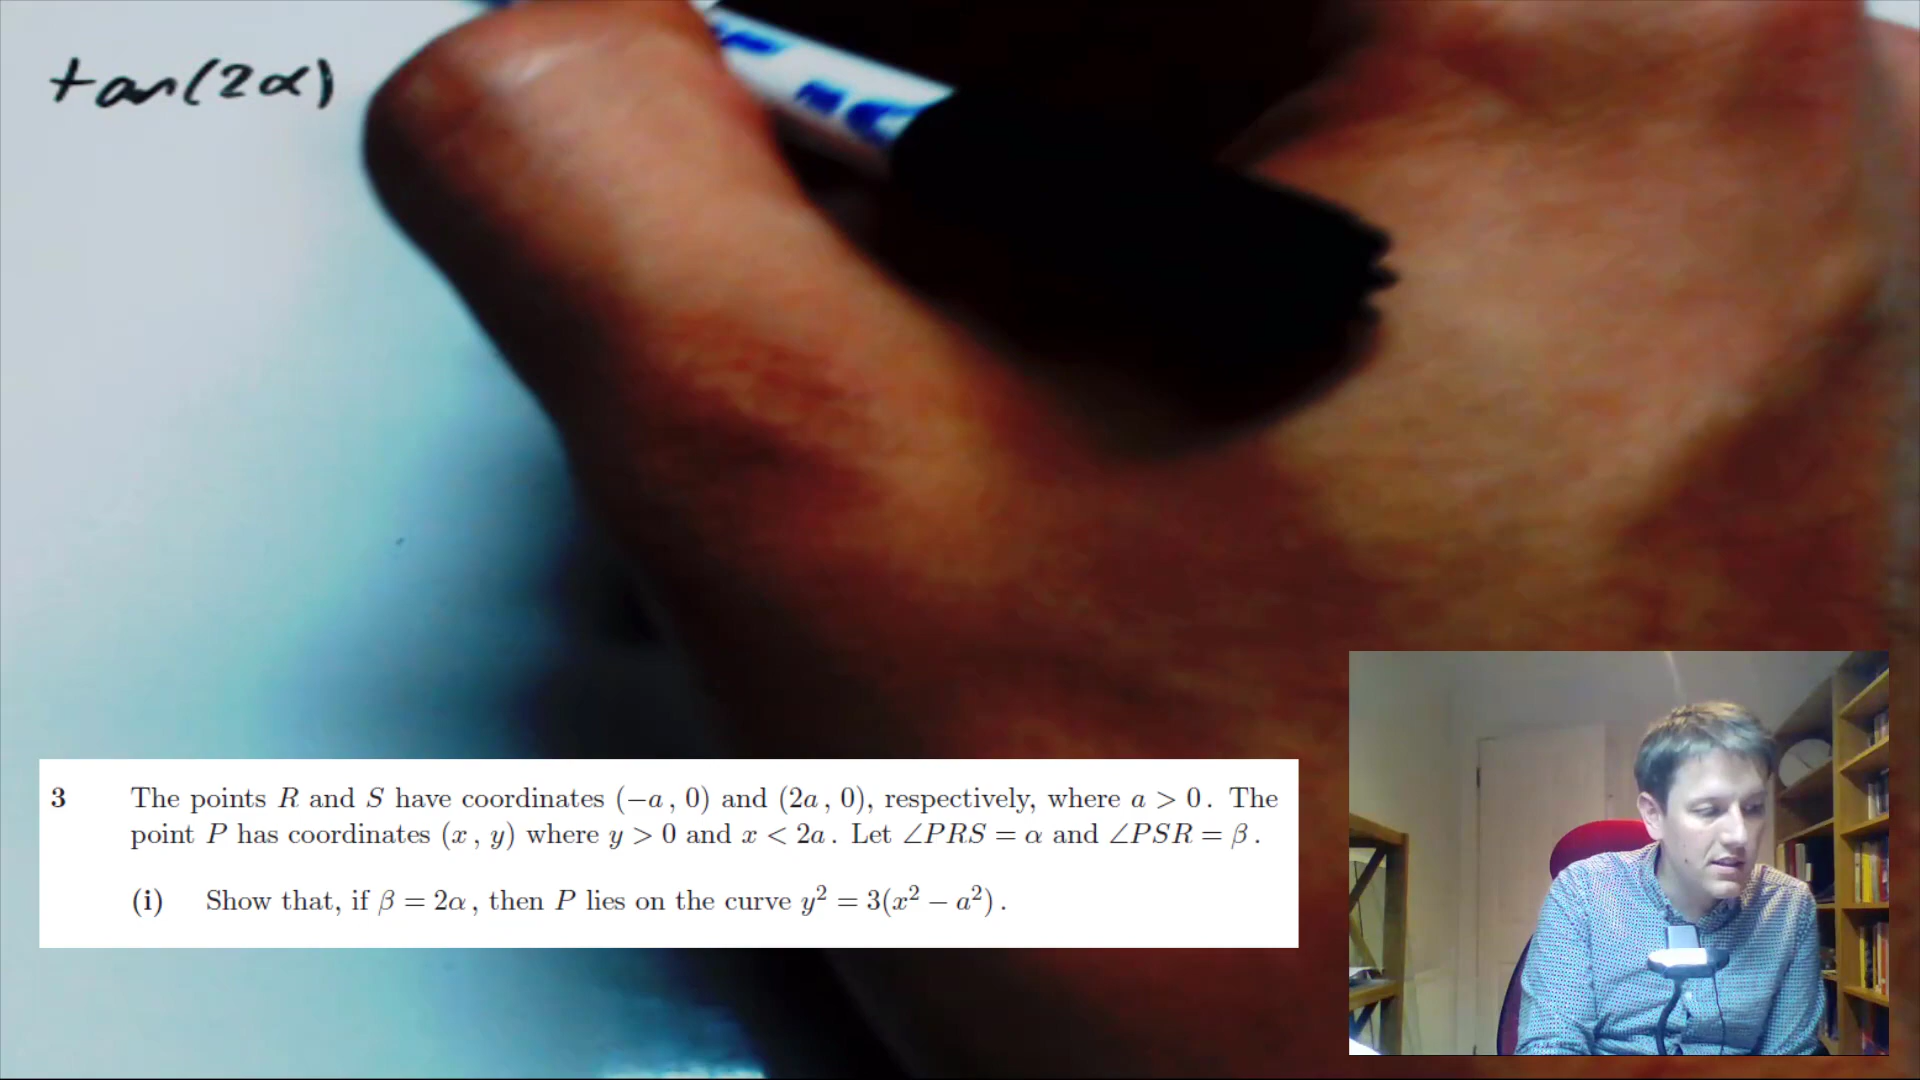 tan(2α)
3 The points R and S have coordinates (−a, 0) and (2a, 0), respectively, where a > 0. The
point P has coordinates (x, y) where y > 0 and x < 2a. Let ∠PRS = α and ∠PSR = β.
(i) Show that, if β = 2α, then P lies on the curve y² = 3(x² − a²).